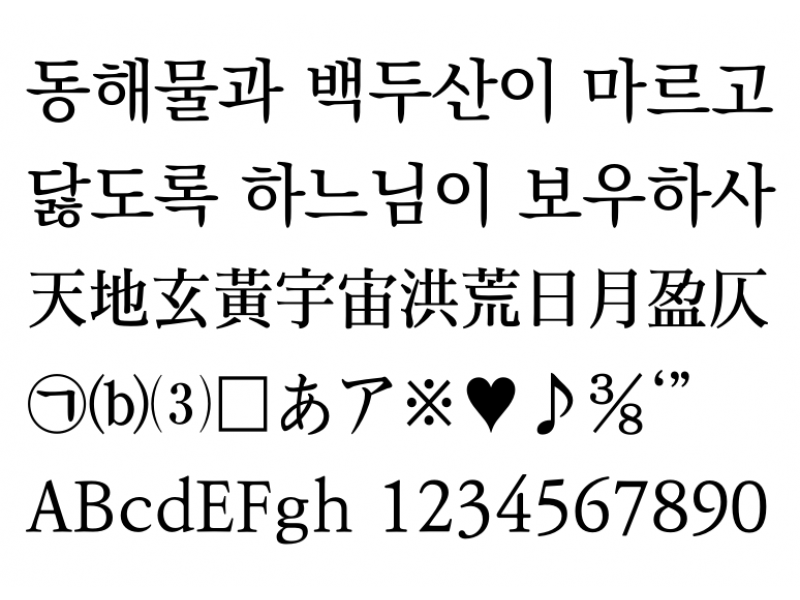 동해물과 백두산이 마르고
닳도록 하느님이 보우하사
天地玄黃宇宙洪荒日月盈仄
㉠⒝⑶□あア※♥♪⅜‘”
ABcdEFgh 1234567890